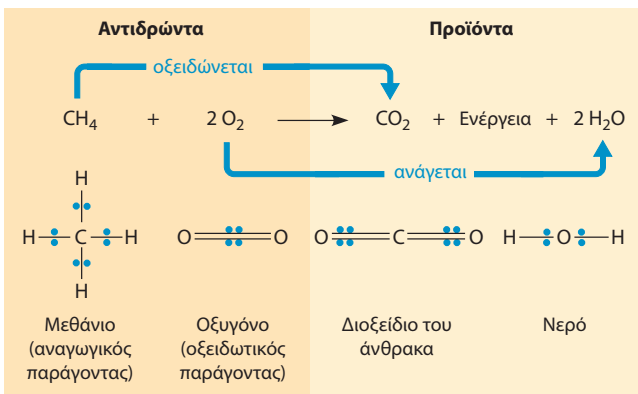 Αντιδρώντα
Προϊόντα
οξειδώνεται
CH4 + 2 O2 ⟶ CO2 + Ενέργεια + 2 H2O
ανάγεται
H
H C H
H
O O
O C O
H O H
Μεθάνιο
(αναγωγικός
παράγοντας)
Οξυγόνο
(οξειδωτικός
παράγοντας)
Διοξείδιο του
άνθρακα
Νερό